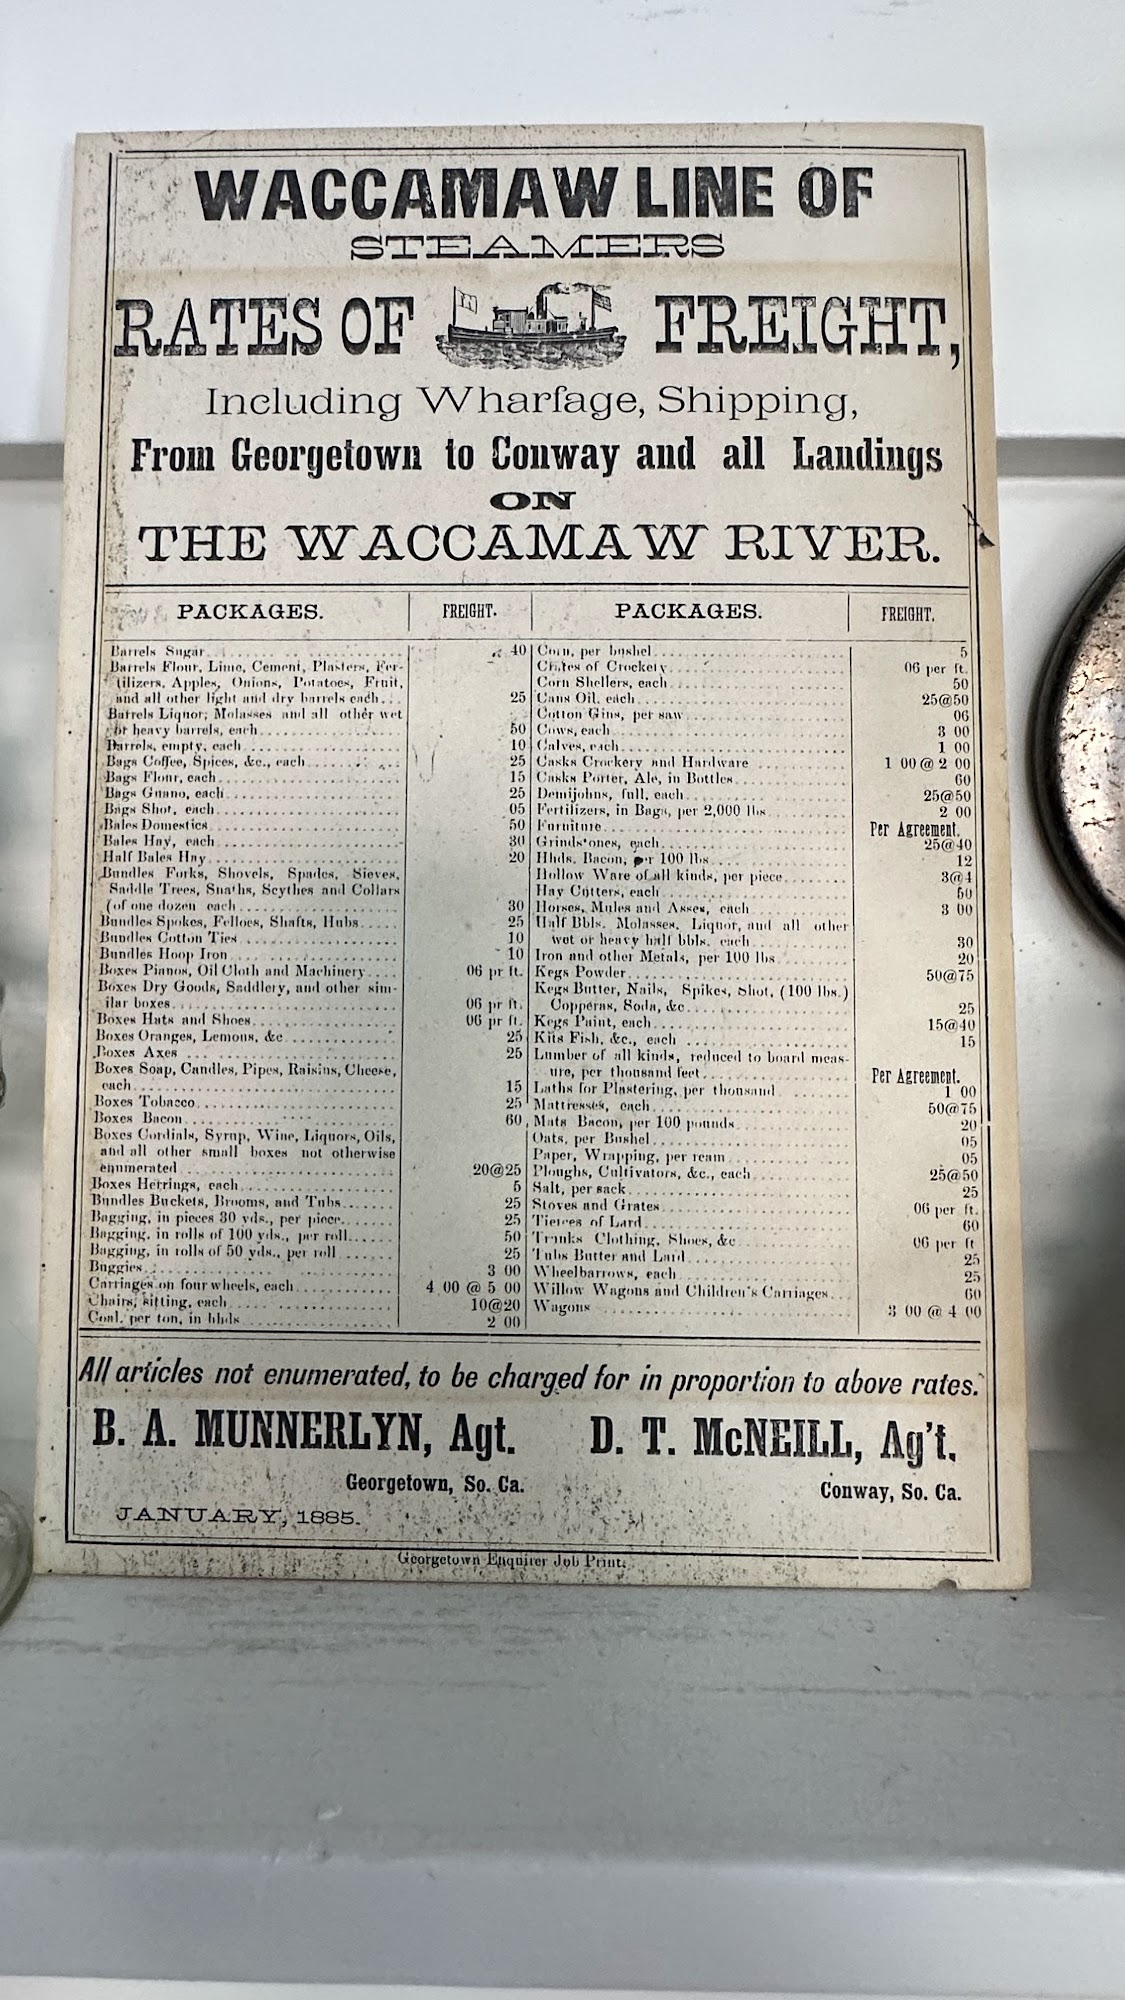 WACCAMAW LINE OF
STEAMERS
RATES OF FREIGHT,
Including Wharfage, Shipping,
From Georgetown to Conway and all Landings
ON
THE WACCAMAW RIVER.
PACKAGES. FREIGHT.
Barrels Sugar 40
Barrels Flour, Lime, Cement, Plasters, Fer-
tilizers, Apples, Onions, Potatoes, Fruit,
and all other light and dry barrels each 25
Barrels Liquor; Molasses and all other wet
or heavy barrels, each 50
Barrels, empty, each 10
Bags Coffee, Spices, &c., each 25
Bags Flour, each 15
Bags Guano, each 25
Bags Shot, each 05
Bales Domestics 50
Bales Hay, each 30
Half Bales Hay 20
Bundles Forks, Shovels, Spades, Sieves,
Saddle Trees, Snaths, Scythes and Collars
(of one dozen each 30
Bundles Spokes, Felloes, Shafts, Hubs 25
Bundles Cotton Ties 10
Bundles Hoop Iron 10
Boxes Pianos, Oil Cloth and Machinery 06 pr ft.
Boxes Dry Goods, Saddlery, and other sim-
ilar boxes 06 pr ft.
Boxes Hats and Shoes 06 pr ft.
Boxes Oranges, Lemons, &c 25
Boxes Axes 25
Boxes Soap, Candles, Pipes, Raisins, Cheese,
each 15
Boxes Tobacco 25
Boxes Bacon 60
Boxes Cordials, Syrup, Wine, Liquors, Oils,
and all other small boxes not otherwise
enumerated 20@25
Boxes Herrings, each 5
Bundles Buckets, Brooms, and Tubs 25
Bagging, in pieces 30 yds., per piece 25
Bagging, in rolls of 100 yds., per roll 50
Bagging, in rolls of 50 yds., per roll 25
Buggies 3 00
Carriages on four wheels, each 4 00 @ 5 00
Chairs, sitting, each 10@20
Coal, per ton, in hhds 2 00
PACKAGES. FREIGHT.
Corn, per bushel 5
Crates of Crockery 06 per ft.
Corn Shellers, each 50
Cans Oil, each 25@50
Cotton Gins, per saw 06
Cows, each 3 00
Calves, each 1 00
Casks Crockery and Hardware 1 00 @ 2 00
Casks Porter, Ale, in Bottles 60
Demijohns, full, each 25@50
Fertilizers, in Bags, per 2,000 lbs 2 00
Furniture Per Agreement.
Grindstones, each 25@40
Hhds. Bacon, per 100 lbs 12
Hollow Ware of all kinds, per piece 3@4
Hay Cutters, each 50
Horses, Mules and Asses, each 3 00
Half Bbls. Molasses, Liquor, and all other
wet or heavy half bbls. each 30
Iron and other Metals, per 100 lbs 20
Kegs Powder 50@75
Kegs Butter, Nails, Spikes, Shot, (100 lbs.)
Copperas, Soda, &c 25
Kegs Paint, each 15@40
Kits Fish, &c., each 15
Lumber of all kinds, reduced to board meas-
ure, per thousand feet Per Agreement.
Laths for Plastering, per thousand 1 00
Mattresses, each 50@75
Mats Bacon, per 100 pounds 20
Oats, per Bushel 05
Paper, Wrapping, per ream 05
Ploughs, Cultivators, &c., each 25@50
Salt, per sack 25
Stoves and Grates 06 per ft.
Tierces of Lard 60
Trunks Clothing, Shoes, &c 06 per ft
Tubs Butter and Lard 25
Wheelbarrows, each 25
Willow Wagons and Children's Carriages 60
Wagons 3 00 @ 4 00
All articles not enumerated, to be charged for in proportion to above rates.
B. A. MUNNERLYN, Agt. D. T. McNEILL, Ag't.
Georgetown, So. Ca. Conway, So. Ca.
JANUARY, 1885.
Georgetown Enquirer Job Print.